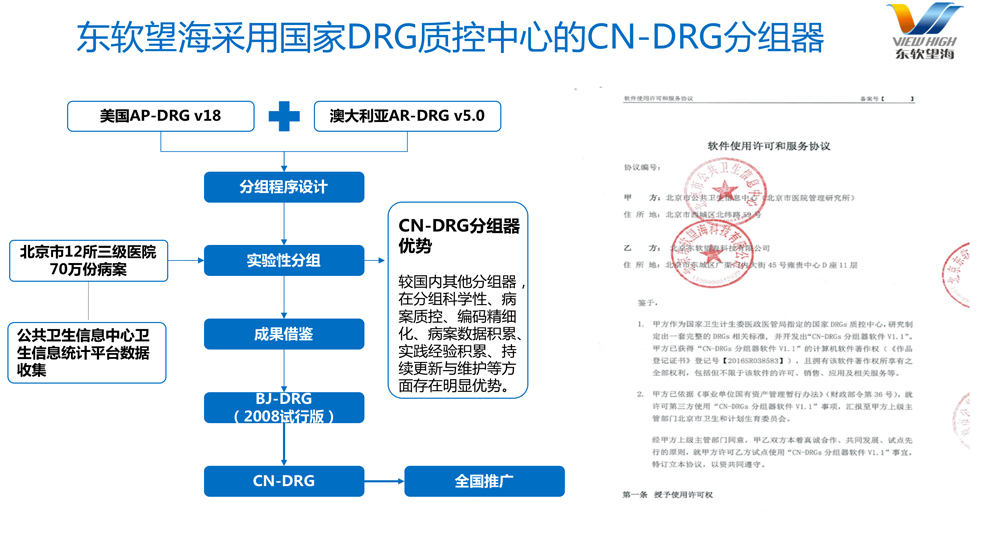 东软望海采用国家DRG质控中心的CN-DRG分组器
VIEW HIGH
东软望海
美国AP-DRG v18
澳大利亚AR-DRG v5.0
分组程序设计
北京市12所三级医院
70万份病案
实验性分组
公共卫生信息中心卫
生信息统计平台数据
收集
成果借鉴
BJ-DRG
（2008试行版）
CN-DRG
全国推广
CN-DRG分组器
优势
较国内其他分组器，
在分组科学性、病
案质控、编码精细
化、病案数据积累、
实践经验积累、持
续更新与维护等方
面存在明显优势。
软件使用许可和服务协议
备案号【 】
软件使用许可和服务协议
协议编号：
甲 方：北京市公共卫生信息中心（北京市医院管理研究所）
住 所 地：北京市西城区北纬路59号
乙 方：北京东软望海科技有限公司
住 所 地：北京市东城区广渠门内大街45号雍贵中心D座11层
鉴于，
1. 甲方作为国家卫生计生委医政医管局指定的国家DRGs质控中心，研究制
定出一套完整的DRGs相关标准，并开发出“CN-DRGs分组器软件V1.1”。
甲方已获得“CN-DRGs分组器软件V1.1”的计算机软件著作权（《作品
登记证书》登记号【2016SR038583】），且拥有该软件著作权所享有之
全部权利，包括但不限于该软件的许可、销售、应用及相关服务等。
2. 甲方已依据《事业单位国有资产管理暂行办法》（财政部令第36号），就
许可第三方使用“CN-DRGs分组器软件V1.1”事项，汇报至甲方上级主
管部门北京市卫生和计划生育委员会。
经甲方上级主管部门同意，甲乙双方本着真诚合作、共同发展、试点先
行的原则，就甲方许可乙方试点使用“CN-DRGs分组器软件V1.1”事宜，
特订立本协议，以资共同遵守。
第一条 授予使用许可权